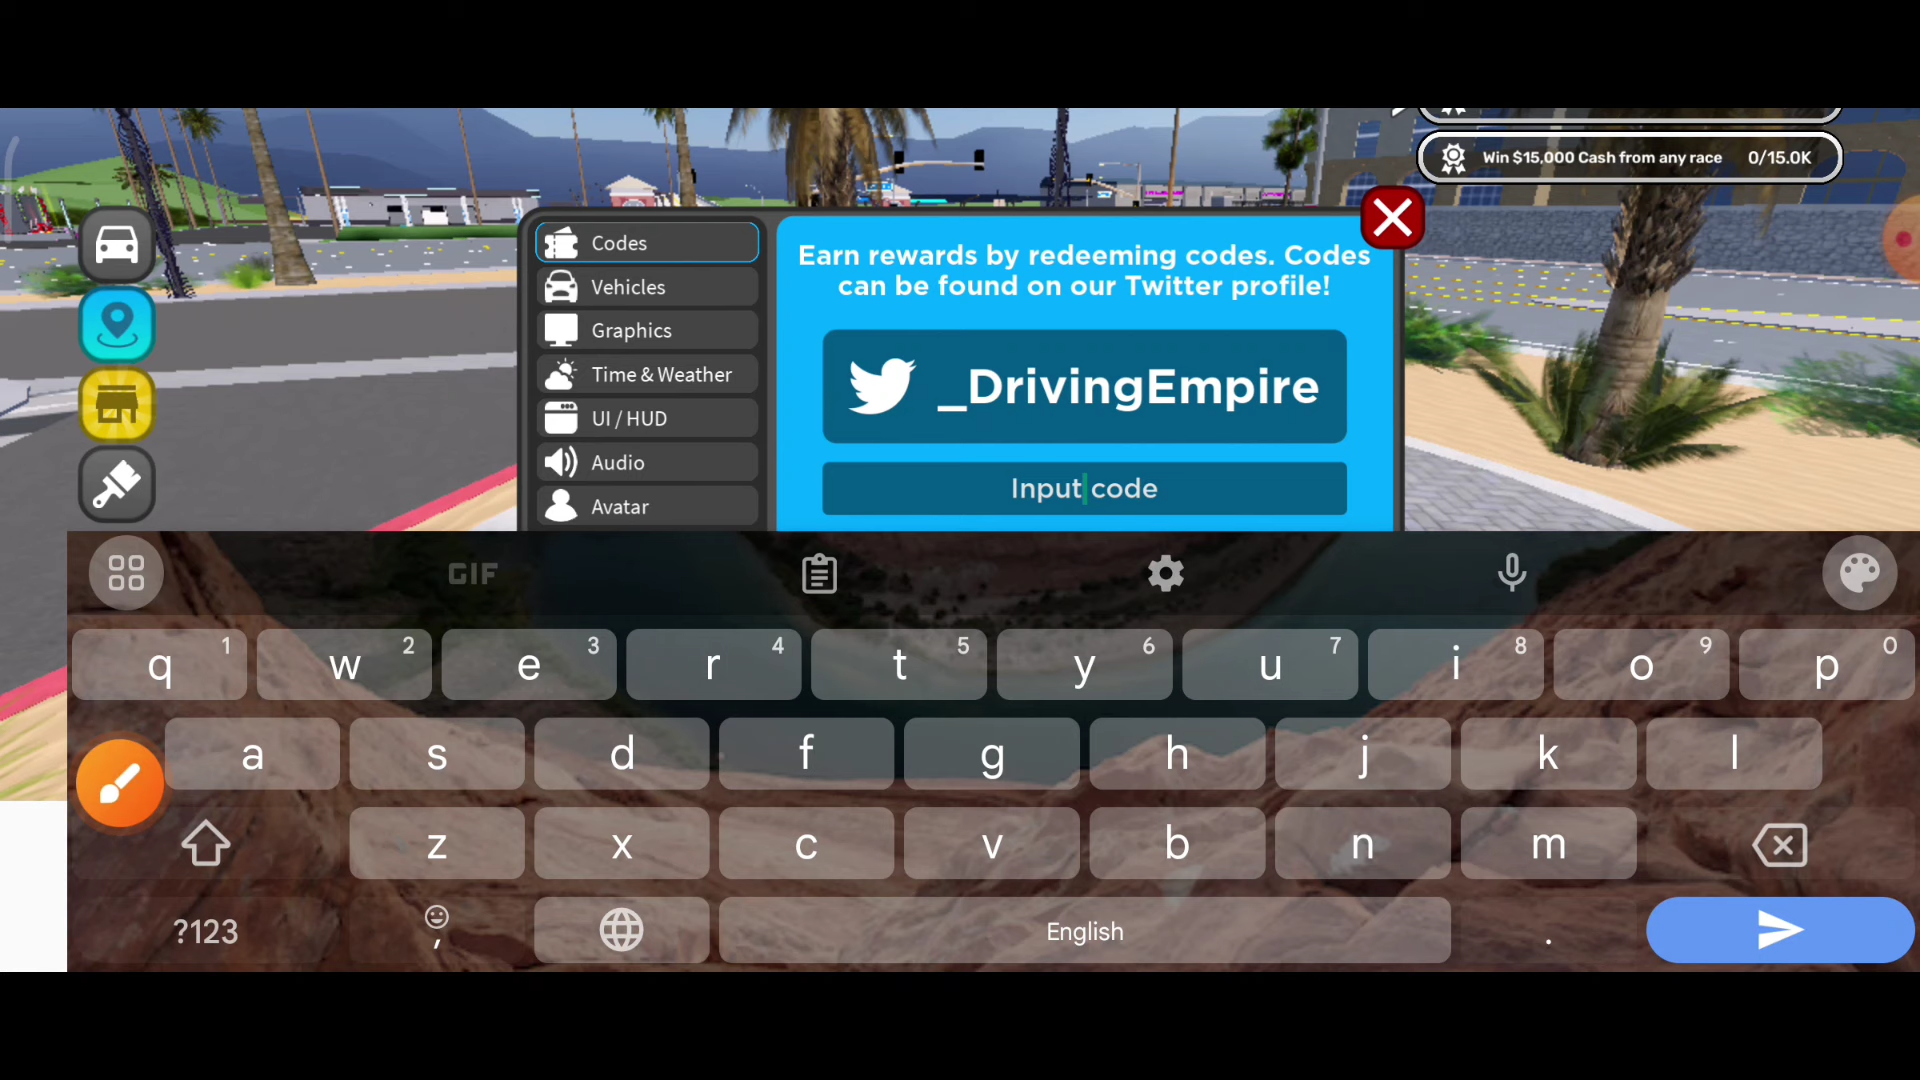 Win $15,000 Cash from any race 0/15.0K
Codes
Vehicles
Graphics
Time & Weather
UI / HUD
Audio
Avatar
Earn rewards by redeeming codes. Codes
can be found on our Twitter profile!
_DrivingEmpire
Input code
GIF
q 1 w 2 e 3 r 4 t 5 y 6 u 7 i 8 o 9 p 0
a s d f g h j k l
z x c v b n m
?123 , English .